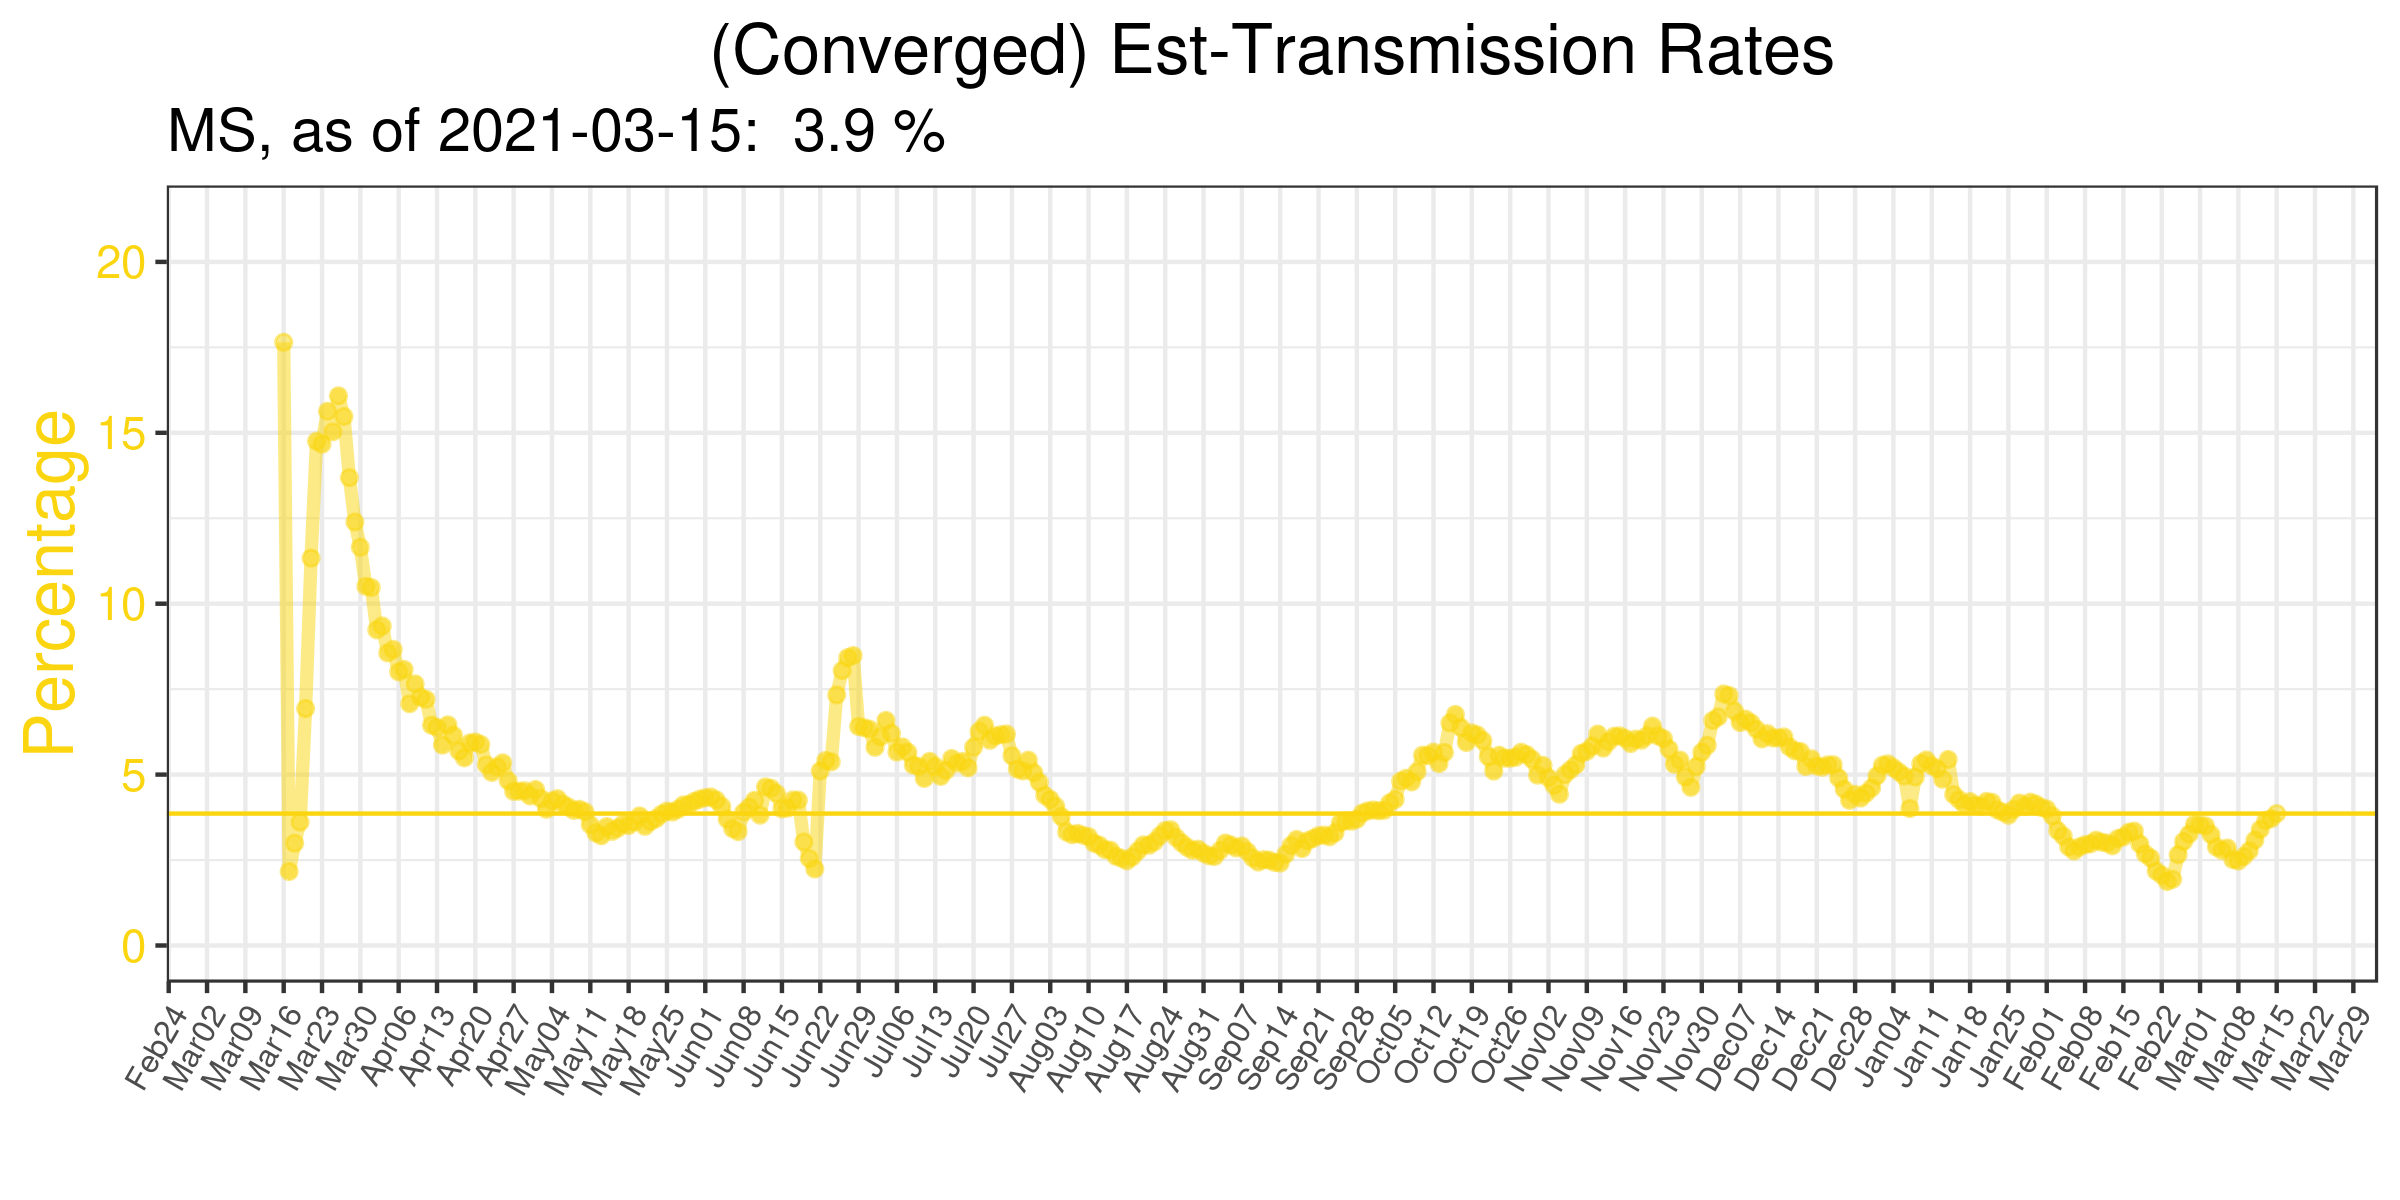 (Converged) Est-Transmission Rates
MS, as of 2021-03-15:  3.9 %
Percentage
20
15
10
5
0
Feb24
Mar02
Mar09
Mar16
Mar23
Mar30
Apr06
Apr13
Apr20
Apr27
May04
May11
May18
May25
Jun01
Jun08
Jun15
Jun22
Jun29
Jul06
Jul13
Jul20
Jul27
Aug03
Aug10
Aug17
Aug24
Aug31
Sep07
Sep14
Sep21
Sep28
Oct05
Oct12
Oct19
Oct26
Nov02
Nov09
Nov16
Nov23
Nov30
Dec07
Dec14
Dec21
Dec28
Jan04
Jan11
Jan18
Jan25
Feb01
Feb08
Feb15
Feb22
Mar01
Mar08
Mar15
Mar22
Mar29